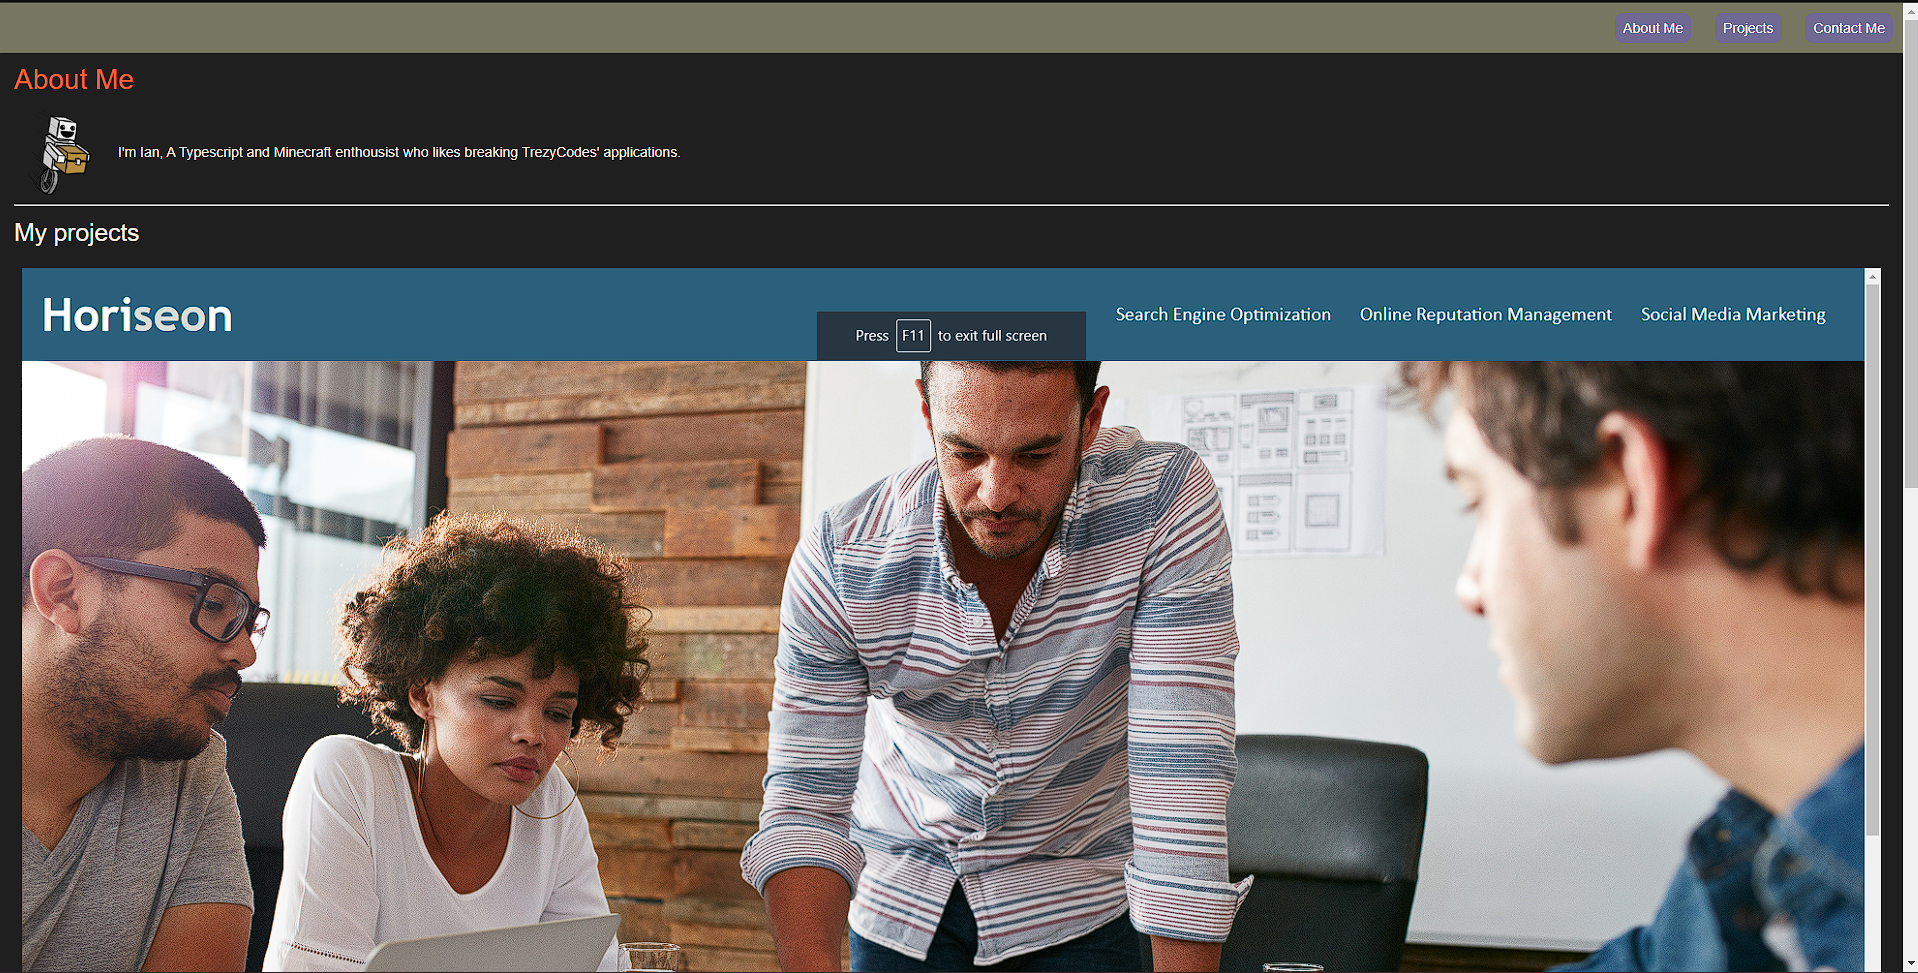 About Me Projects Contact Me
About Me
I'm Ian, A Typescript and Minecraft enthousist who likes breaking TrezyCodes' applications.
My projects
Horiseon
Search Engine Optimization Online Reputation Management Social Media Marketing
Press F11 to exit full screen